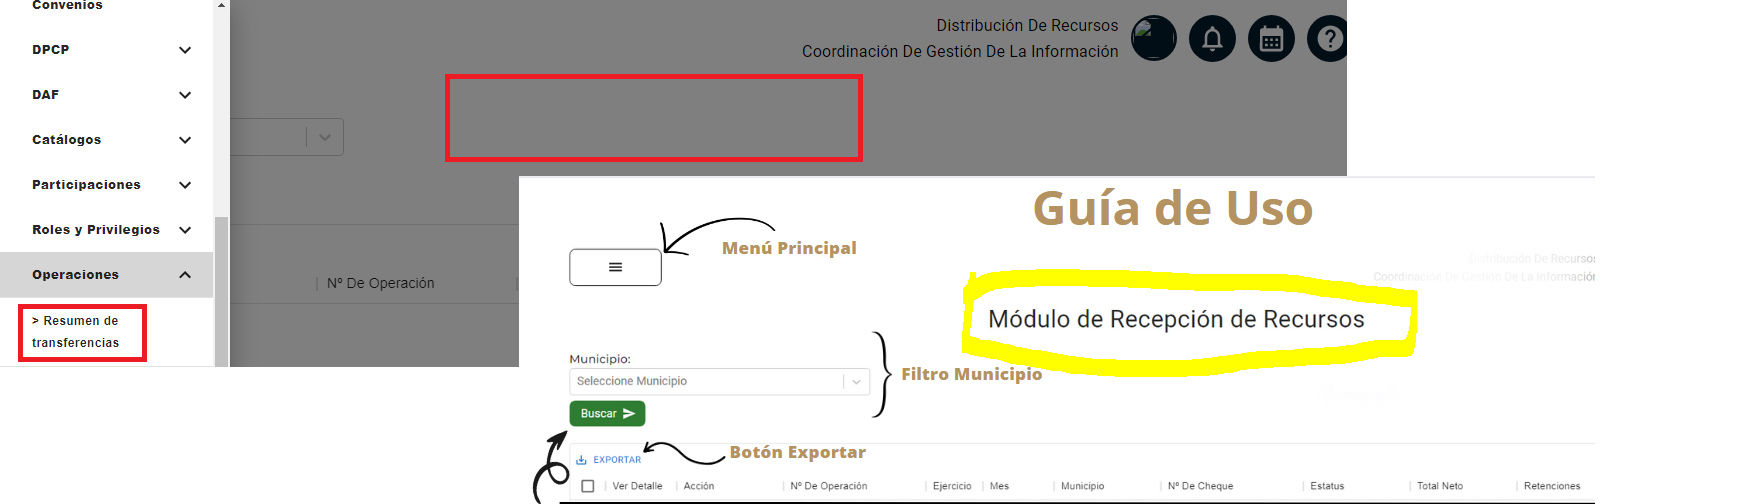 Convenios
DPCP
DAF
Catálogos
Participaciones
Roles y Privilegios
Operaciones
> Resumen de
transferencias
Distribución De Recursos
Coordinación De Gestión De La Información
?
Nº De Operación
Guía de Uso
Menú Principal
Distribución De Recursos
Coordinación De Gestión De La Información
Módulo de Recepción de Recursos
Municipio:
Seleccione Municipio
Filtro Municipio
Buscar
Botón Exportar
EXPORTAR
Ver Detalle Acción Nº De Operación Ejercicio Mes Municipio Nº De Cheque Estatus Total Neto Retenciones